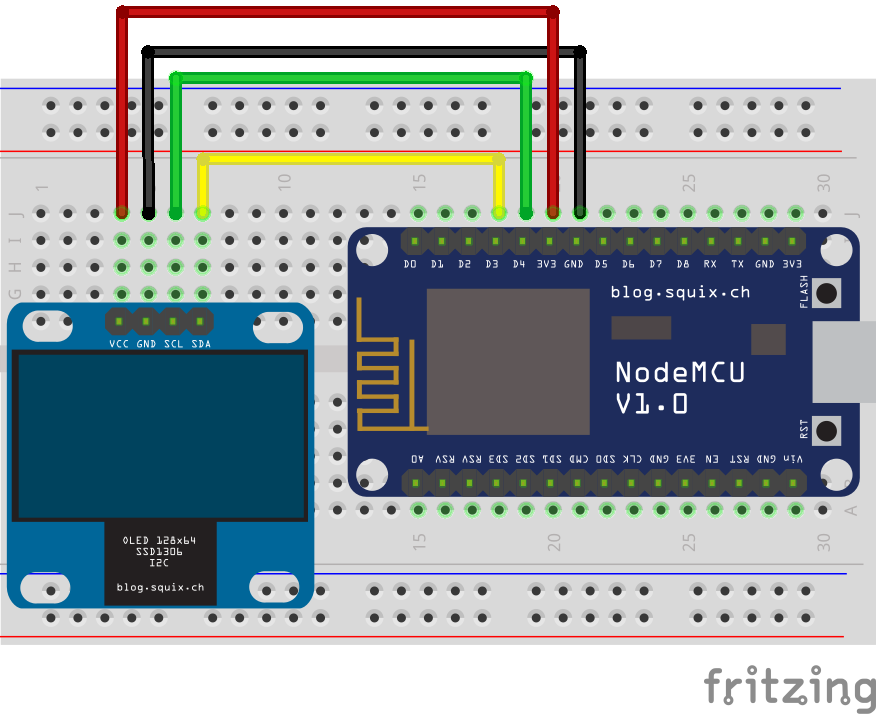 1
10
15
20
25
30
J
J
I
H
G
D0 D1 D2 D3 D4 3V3 GND D5 D6 D7 D8 RX TX GND 3V3
blog.squix.ch
FLASH
VCC GND SCL SDA
NodeMCU
V1.0
RST
A0 RSV RSV SD3 SD2 SD1 CMD SD0 CLK GND 3V3 EN RST GND Vin
A
OLED 128x64
SSD1306
I2C
blog.squix.ch
15
20
25
30
fritzing